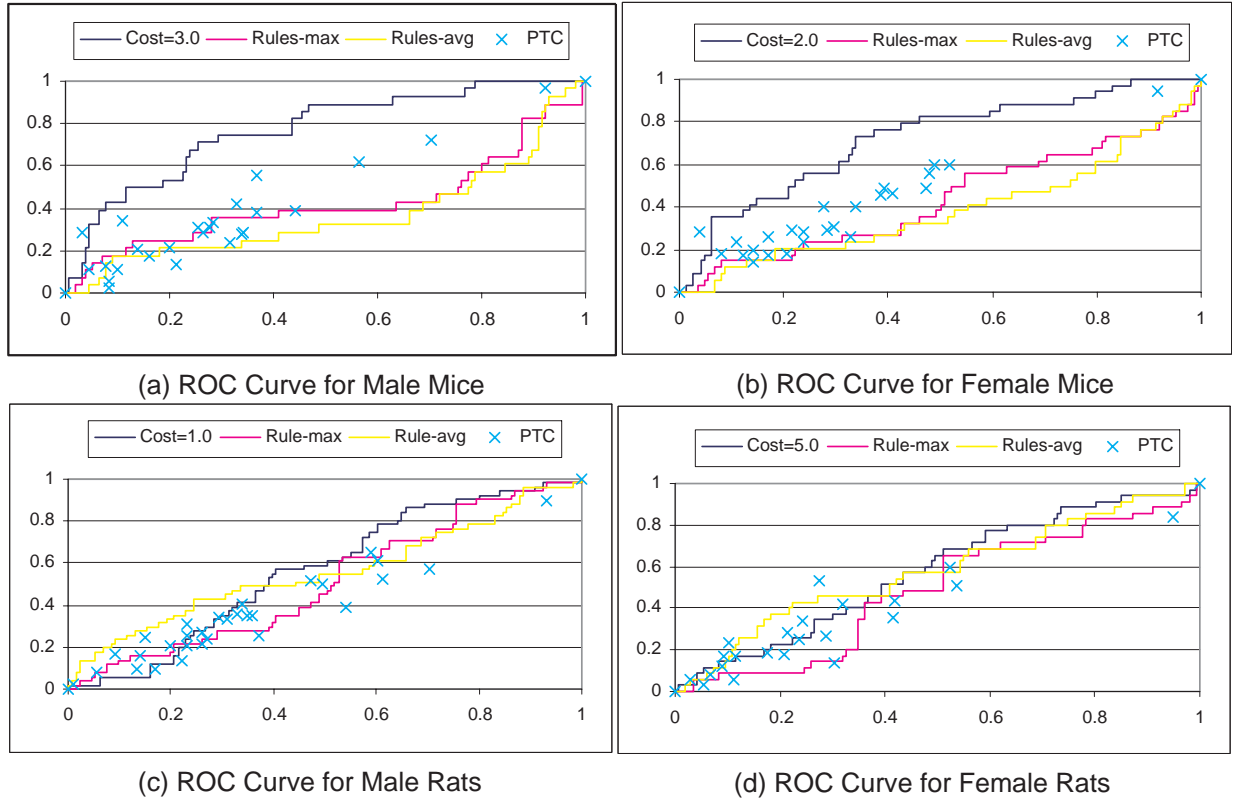 Cost=3.0 Rules-max Rules-avg PTC
1
0.8
0.6
0.4
0.2
0
0 0.2 0.4 0.6 0.8 1
(a) ROC Curve for Male Mice
Cost=2.0 Rules-max Rules-avg PTC
1
0.8
0.6
0.4
0.2
0
0 0.2 0.4 0.6 0.8 1
(b) ROC Curve for Female Mice
Cost=1.0 Rule-max Rule-avg PTC
1
0.8
0.6
0.4
0.2
0
0 0.2 0.4 0.6 0.8 1
(c) ROC Curve for Male Rats
Cost=5.0 Rule-max Rules-avg PTC
1
0.8
0.6
0.4
0.2
0
0 0.2 0.4 0.6 0.8 1
(d) ROC Curve for Female Rats